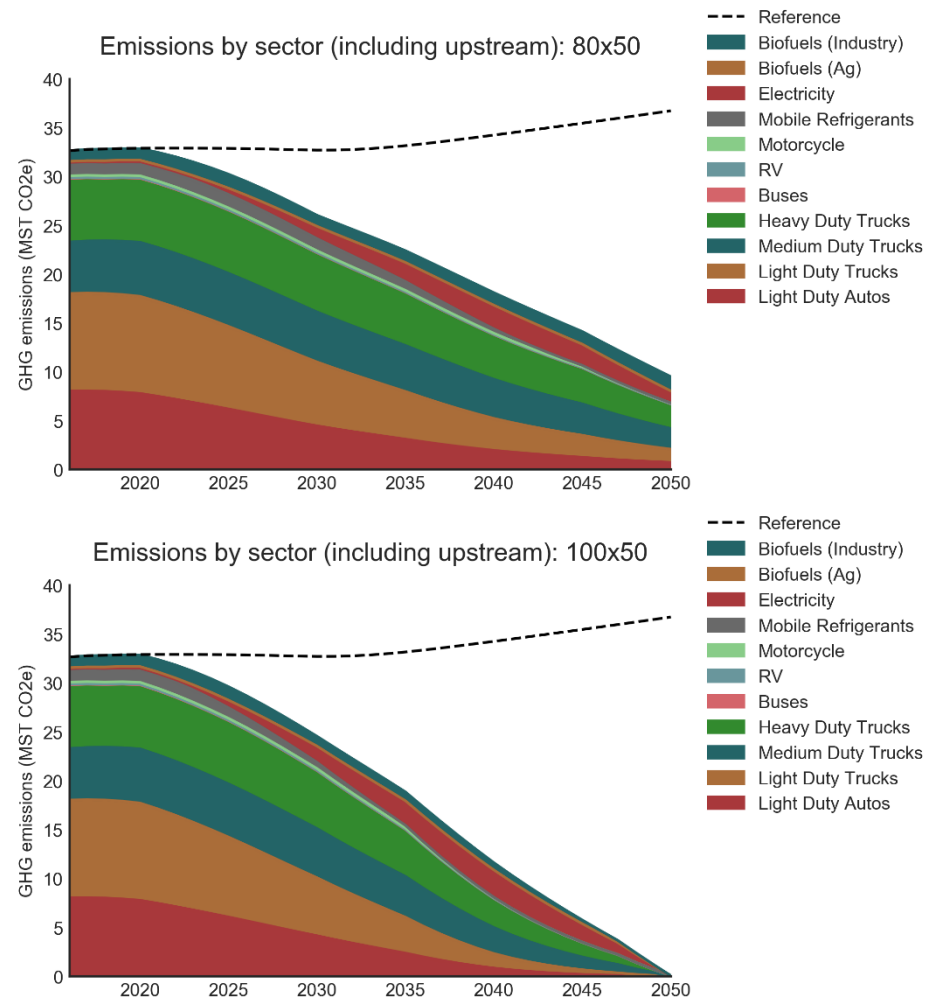 Emissions by sector (including upstream): 80x50
GHG emissions (MST CO2e)
40
35
30
25
20
15
10
5
0
2020 2025 2030 2035 2040 2045 2050
Reference
Biofuels (Industry)
Biofuels (Ag)
Electricity
Mobile Refrigerants
Motorcycle
RV
Buses
Heavy Duty Trucks
Medium Duty Trucks
Light Duty Trucks
Light Duty Autos
Emissions by sector (including upstream): 100x50
GHG emissions (MST CO2e)
40
35
30
25
20
15
10
5
0
2020 2025 2030 2035 2040 2045 2050
Reference
Biofuels (Industry)
Biofuels (Ag)
Electricity
Mobile Refrigerants
Motorcycle
RV
Buses
Heavy Duty Trucks
Medium Duty Trucks
Light Duty Trucks
Light Duty Autos